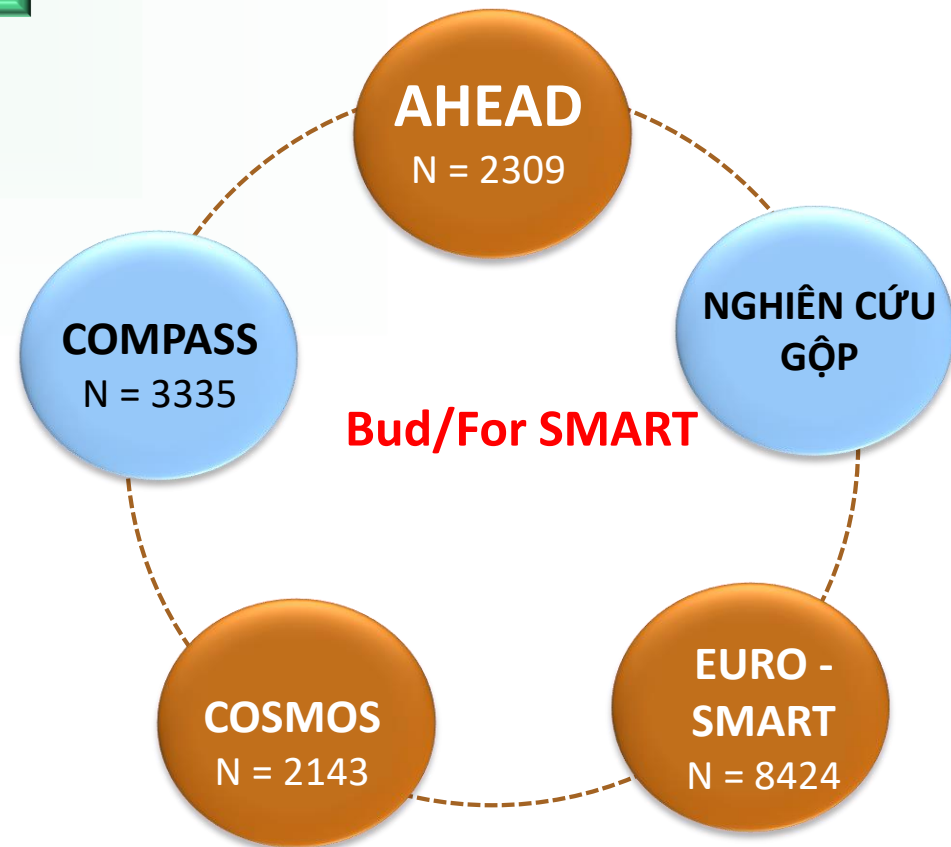 AHEAD
N = 2309
NGHIÊN CỨU
GỘP
COMPASS
N = 3335
Bud/For SMART
EURO -
SMART
N = 8424
COSMOS
N = 2143